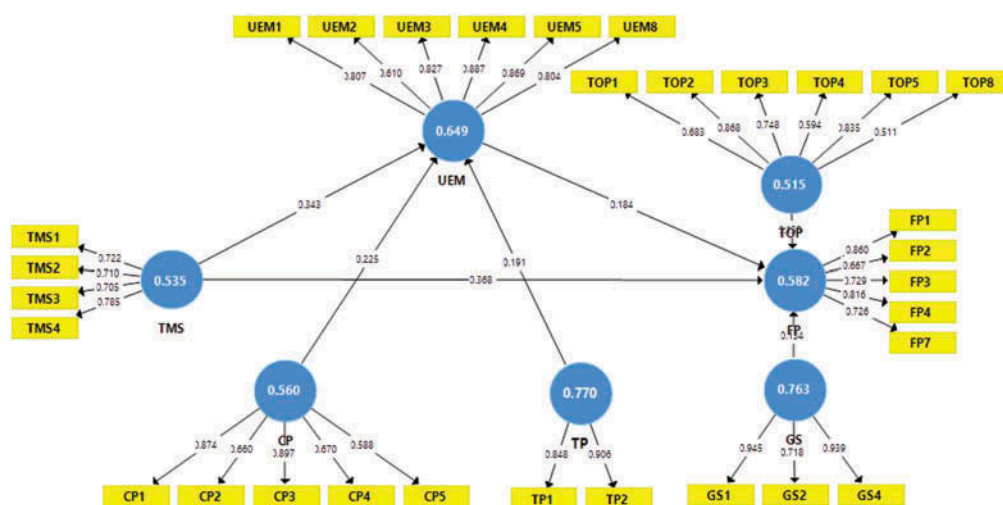 UEM1 UEM2 UEM3 UEM4 UEM5 UEM8
0.807 0.610 0.827 0.887 0.869 0.804
TOP1 TOP2 TOP3 TOP4 TOP5 TOP8
0.683 0.868 0.748 0.594 0.835 0.511
0.649
UEM
0.515
TOP
0.343 0.184
TMS1
TMS2
TMS3
TMS4
0.722
0.710
0.705
0.785
0.535
TMS
0.225 0.191
0.368
0.582
FP
0.860
0.667
0.729
0.816
0.726
FP1
FP2
FP3
FP4
FP7
0.560
CP
0.770
TP
0.763
GS
0.874 0.660 0.897 0.670 0.588
0.848 0.906
0.945 0.718 0.939
CP1 CP2 CP3 CP4 CP5
TP1 TP2
GS1 GS2 GS4